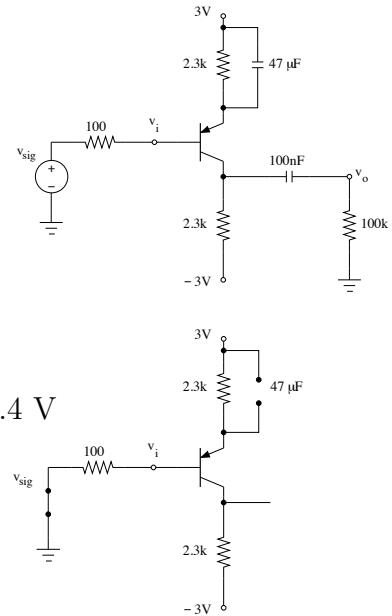 3V
2.3k
47 µF
100
v_i
v_sig
+
−
100nF
v_o
2.3k
100k
− 3V
3V
2.3k
47 µF
.4 V
100
v_i
v_sig
2.3k
− 3V